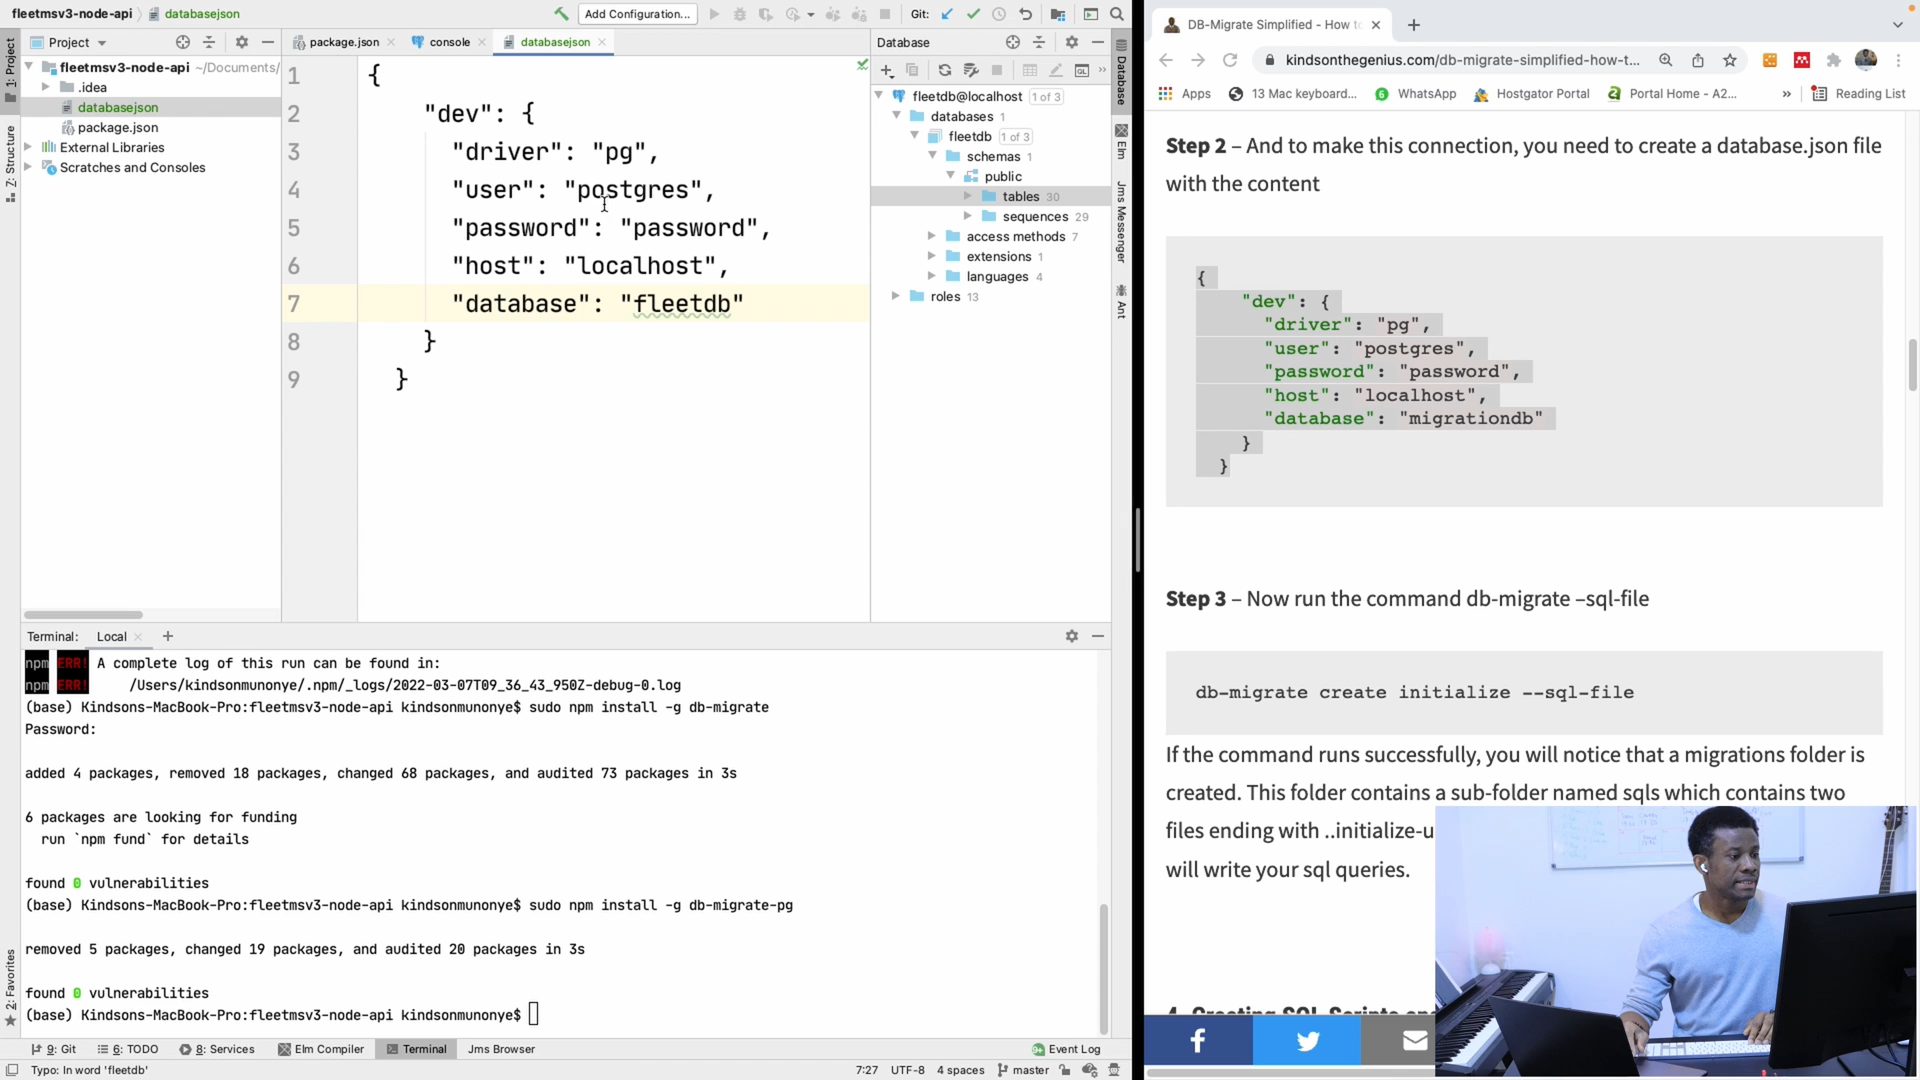 fleetmsv3-node-api
databasejson
Add Configuration...
Git:
Project
package.json
console
databasejson
Database
1: Project
Z: Structure
2: Favorites
fleetmsv3-node-api ~/Documents/
.idea
databasejson
package.json
External Libraries
Scratches and Consoles
1 {
2 "dev": {
3 "driver": "pg",
4 "user": "postgres",
5 "password": "password",
6 "host": "localhost",
7 "database": "fleetdb"
8 }
9 }
fleetdb@localhost 1 of 3
databases 1
fleetdb 1 of 3
schemas 1
public
tables 30
sequences 29
access methods 7
extensions 1
languages 4
roles 13
Database
Elm
Jms Messenger
Ant
Terminal: Local
npm ERR! A complete log of this run can be found in:
npm ERR! /Users/kindsonmunonye/.npm/_logs/2022-03-07T09_36_43_950Z-debug-0.log
(base) Kindsons-MacBook-Pro:fleetmsv3-node-api kindsonmunonye$ sudo npm install -g db-migrate
Password:
added 4 packages, removed 18 packages, changed 68 packages, and audited 73 packages in 3s
6 packages are looking for funding
run `npm fund` for details
found 0 vulnerabilities
(base) Kindsons-MacBook-Pro:fleetmsv3-node-api kindsonmunonye$ sudo npm install -g db-migrate-pg
removed 5 packages, changed 19 packages, and audited 20 packages in 3s
found 0 vulnerabilities
(base) Kindsons-MacBook-Pro:fleetmsv3-node-api kindsonmunonye$
9: Git
6: TODO
8: Services
Elm Compiler
Terminal
Jms Browser
Event Log
Typo: In word 'fleetdb'
7:27 UTF-8 4 spaces master
DB-Migrate Simplified - How to
kindsonthegenius.com/db-migrate-simplified-how-t...
Apps
13 Mac keyboard...
WhatsApp
Hostgator Portal
Portal Home - A2...
Reading List
Step 2 – And to make this connection, you need to create a database.json file
with the content
{
"dev": {
"driver": "pg",
"user": "postgres",
"password": "password",
"host": "localhost",
"database": "migrationdb"
}
}
Step 3 – Now run the command db-migrate –sql-file
db-migrate create initialize --sql-file
If the command runs successfully, you will notice that a migrations folder is
created. This folder contains a sub-folder named sqls which contains two
files ending with ..initialize-u
will write your sql queries.
4. Creating SQL Scripts